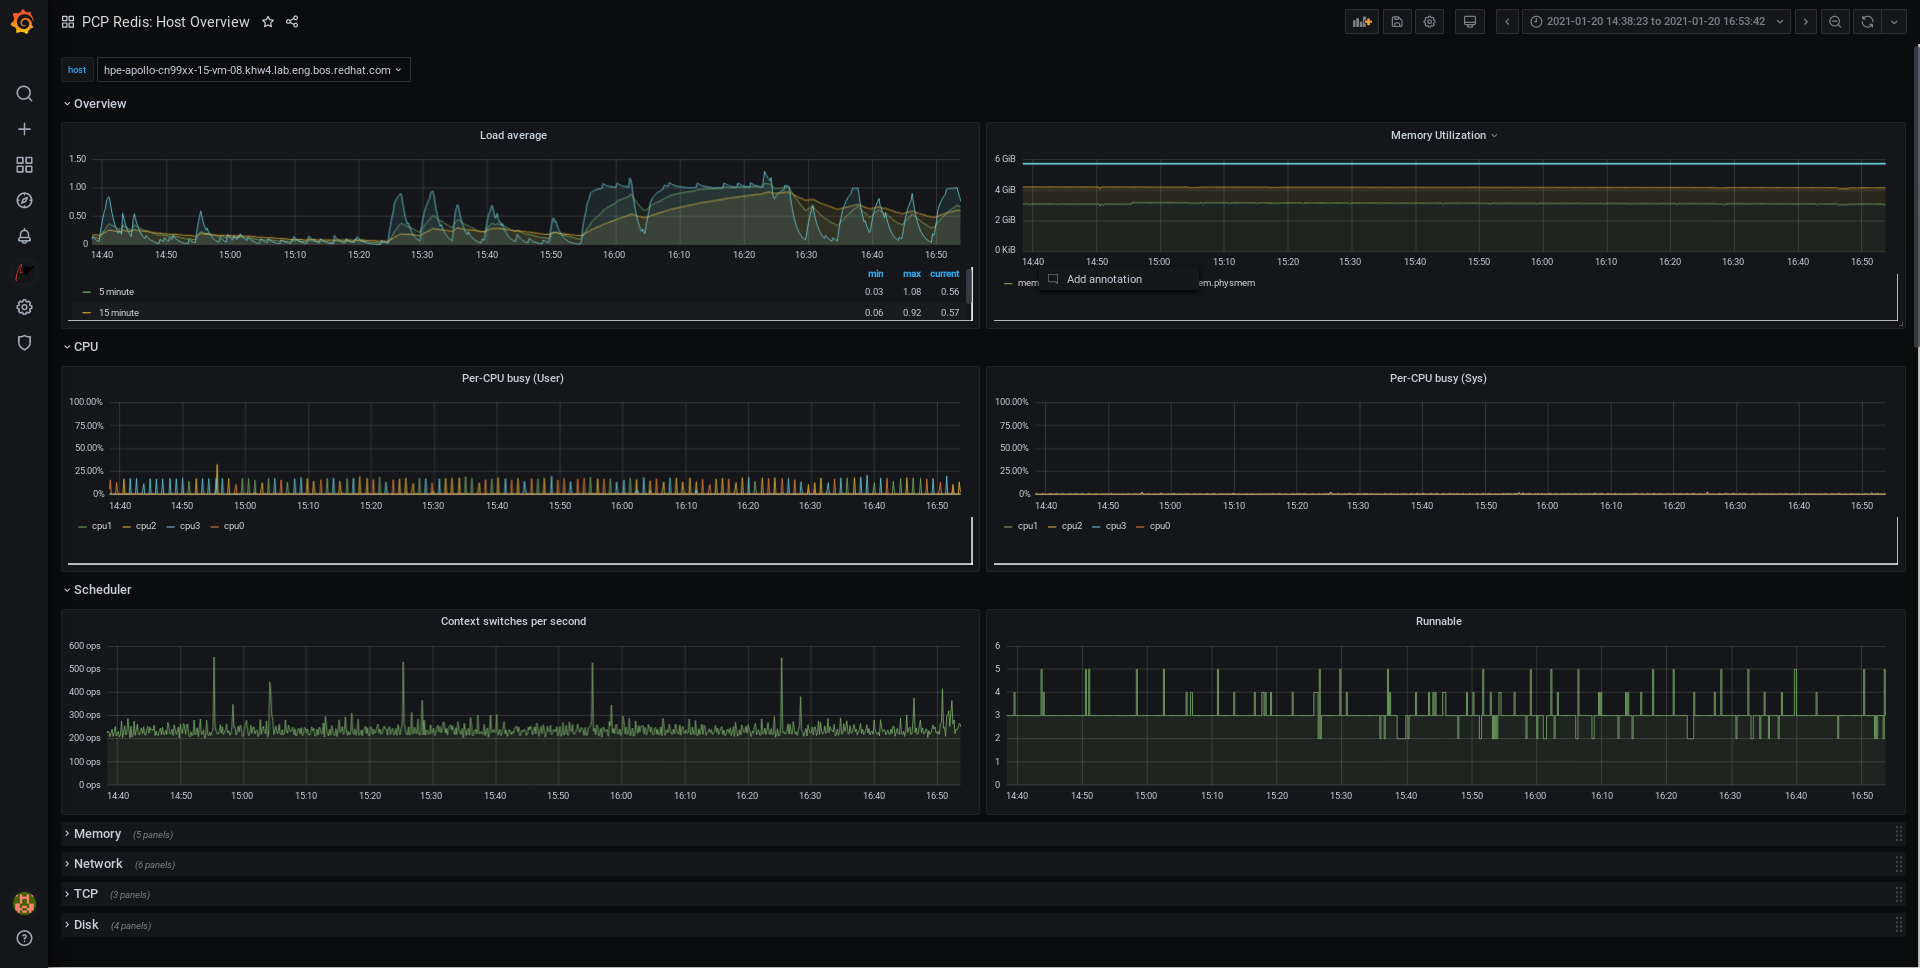 PCP Redis: Host Overview
2021-01-20 14:38:23 to 2021-01-20 16:53:42
host hpe-apollo-cn99xx-15-vm-08.khw4.lab.eng.bos.redhat.com
Overview
Load average
1.50
1.00
0.50
0
14:40 14:50 15:00 15:10 15:20 15:30 15:40 15:50 16:00 16:10 16:20 16:30 16:40 16:50
min max current
5 minute 0.03 1.08 0.56
15 minute 0.06 0.92 0.57
Memory Utilization
6 GiB
4 GiB
2 GiB
0 KiB
14:40 14:50 15:00 15:10 15:20 15:30 15:40 15:50 16:00 16:10 16:20 16:30 16:40 16:50
mem Add annotation em.physmem
CPU
Per-CPU busy (User)
100.00%
75.00%
50.00%
25.00%
0%
14:40 14:50 15:00 15:10 15:20 15:30 15:40 15:50 16:00 16:10 16:20 16:30 16:40 16:50
cpu1 cpu2 cpu3 cpu0
Per-CPU busy (Sys)
100.00%
75.00%
50.00%
25.00%
0%
14:40 14:50 15:00 15:10 15:20 15:30 15:40 15:50 16:00 16:10 16:20 16:30 16:40 16:50
cpu1 cpu2 cpu3 cpu0
Scheduler
Context switches per second
600 ops
500 ops
400 ops
300 ops
200 ops
100 ops
0 ops
14:40 14:50 15:00 15:10 15:20 15:30 15:40 15:50 16:00 16:10 16:20 16:30 16:40 16:50
Runnable
6
5
4
3
2
1
0
14:40 14:50 15:00 15:10 15:20 15:30 15:40 15:50 16:00 16:10 16:20 16:30 16:40 16:50
Memory (5 panels)
Network (6 panels)
TCP (3 panels)
Disk (4 panels)